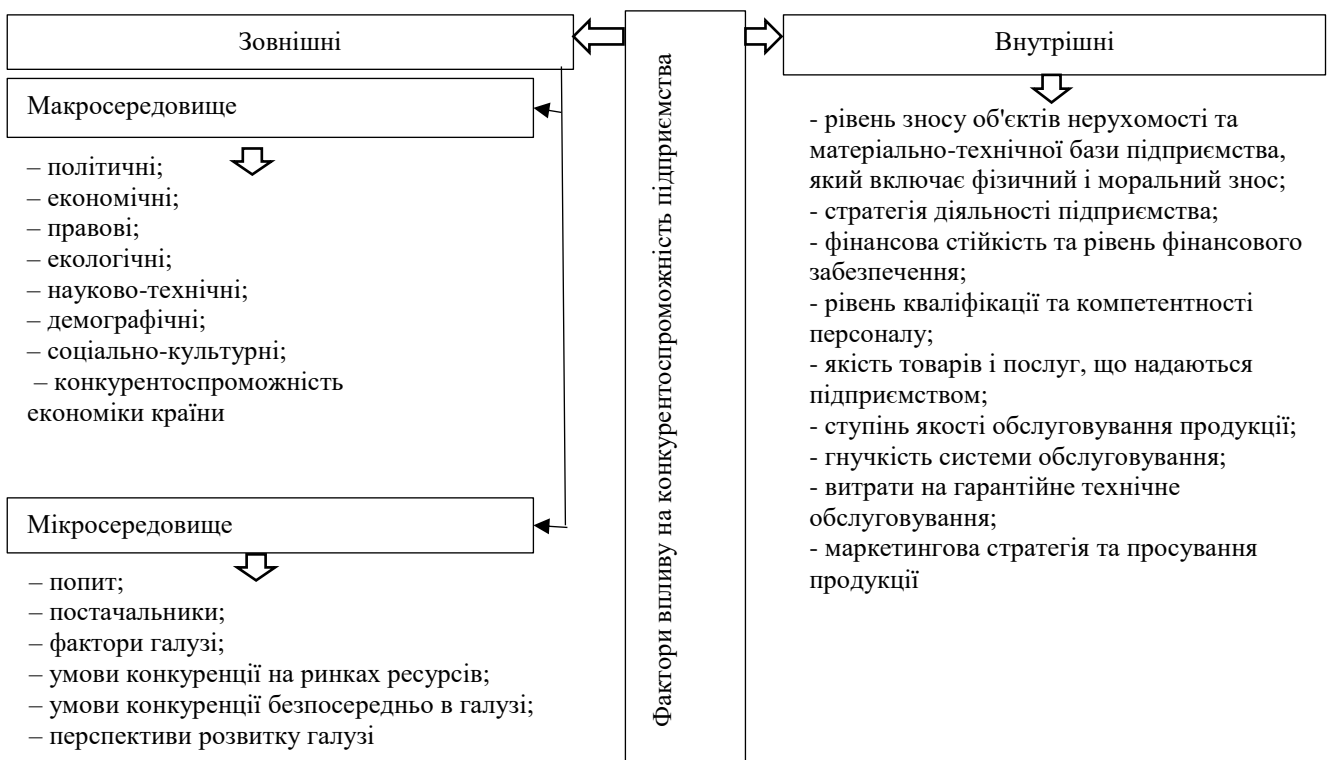 Зовнішні
Макросередовище
– політичні;
– економічні;
– правові;
– екологічні;
– науково-технічні;
– демографічні;
– соціально-культурні;
– конкурентоспроможність
економіки країни
Мікросередовище
– попит;
– постачальники;
– фактори галузі;
– умови конкуренції на ринках ресурсів;
– умови конкуренції безпосередньо в галузі;
– перспективи розвитку галузі
Фактори впливу на конкурентоспроможність підприємства
Внутрішні
- рівень зносу об'єктів нерухомості та
матеріально-технічної бази підприємства,
який включає фізичний і моральний знос;
- стратегія діяльності підприємства;
- фінансова стійкість та рівень фінансового
забезпечення;
- рівень кваліфікації та компетентності
персоналу;
- якість товарів і послуг, що надаються
підприємством;
- ступінь якості обслуговування продукції;
- гнучкість системи обслуговування;
- витрати на гарантійне технічне
обслуговування;
- маркетингова стратегія та просування
продукції